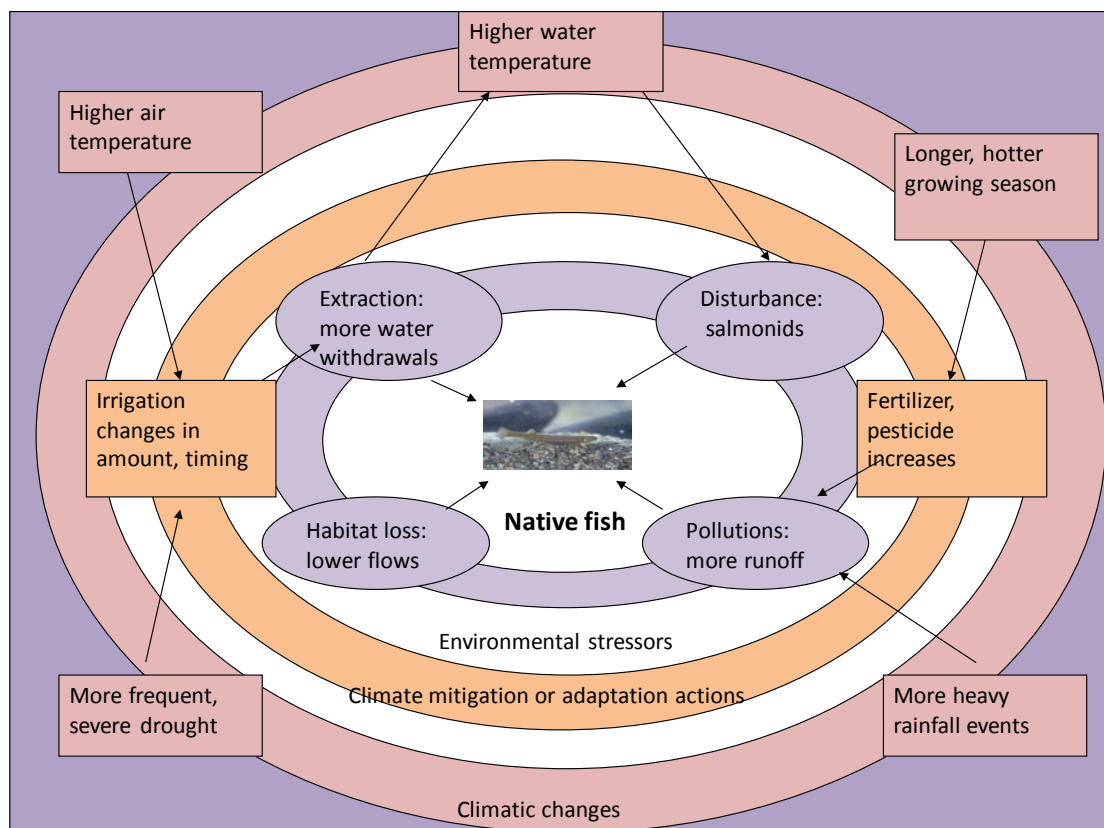 Higher water
temperature
Higher air
temperature
Longer, hotter
growing season
Extraction:
more water
withdrawals
Disturbance:
salmonids
Irrigation
changes in
amount, timing
Fertilizer,
pesticide
increases
Native fish
Habitat loss:
lower flows
Pollutions:
more runoff
Environmental stressors
More frequent,
severe drought
Climate mitigation or adaptation actions
More heavy
rainfall events
Climatic changes